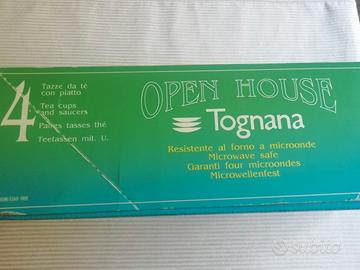 4
Tazze da tè
con piatto
Tea cups
and saucers
Paires tasses thé
Teetassen mit. U.
OPEN HOUSE
Tognana
Resistente al forno a microonde
Microwave safe
Garanti four microondes
Microwellenfest
subito